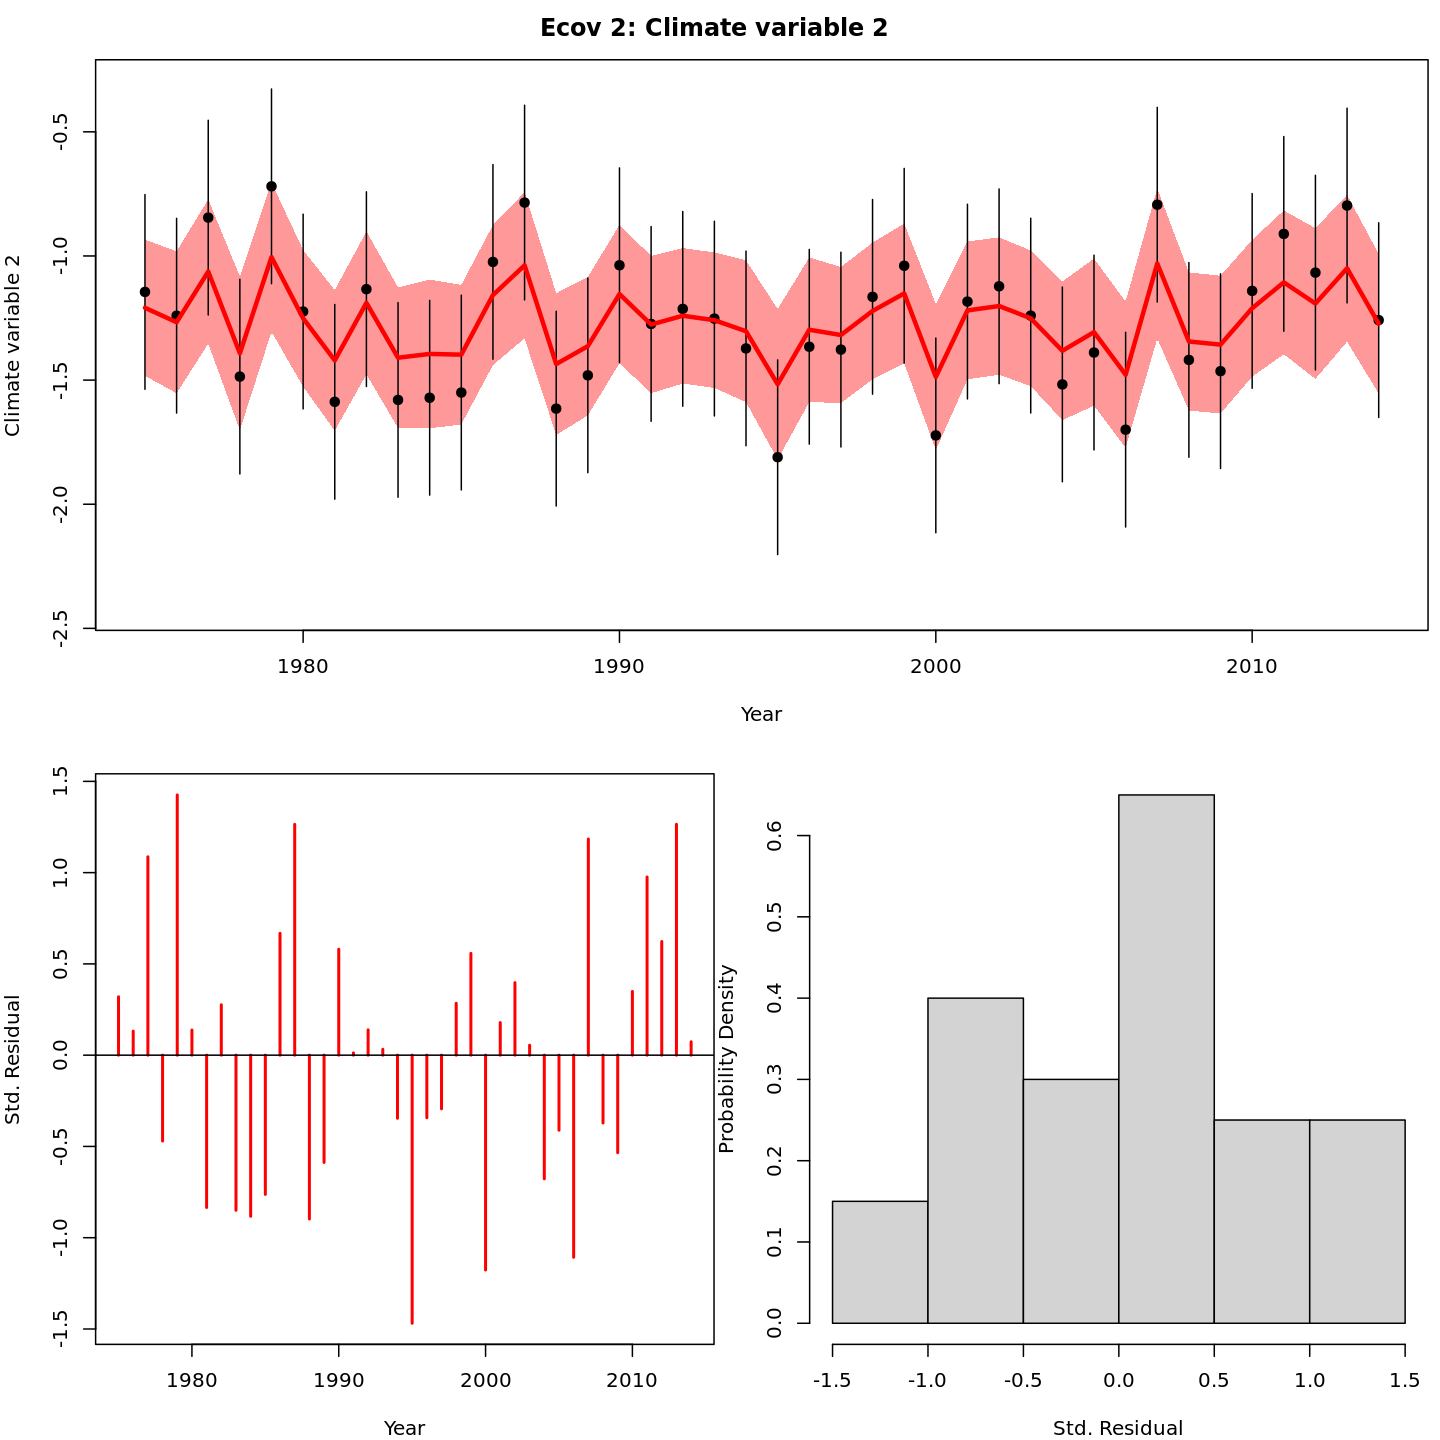 Ecov 2: Climate variable 2
Climate variable 2
-0.5
-1.0
-1.5
-2.0
-2.5
1980 1990 2000 2010
Year
Std. Residual
1.5
1.0
0.5
0.0
-0.5
-1.0
-1.5
1980 1990 2000 2010
Year
Probability Density
0.6
0.5
0.4
0.3
0.2
0.1
0.0
-1.5 -1.0 -0.5 0.0 0.5 1.0 1.5
Std. Residual